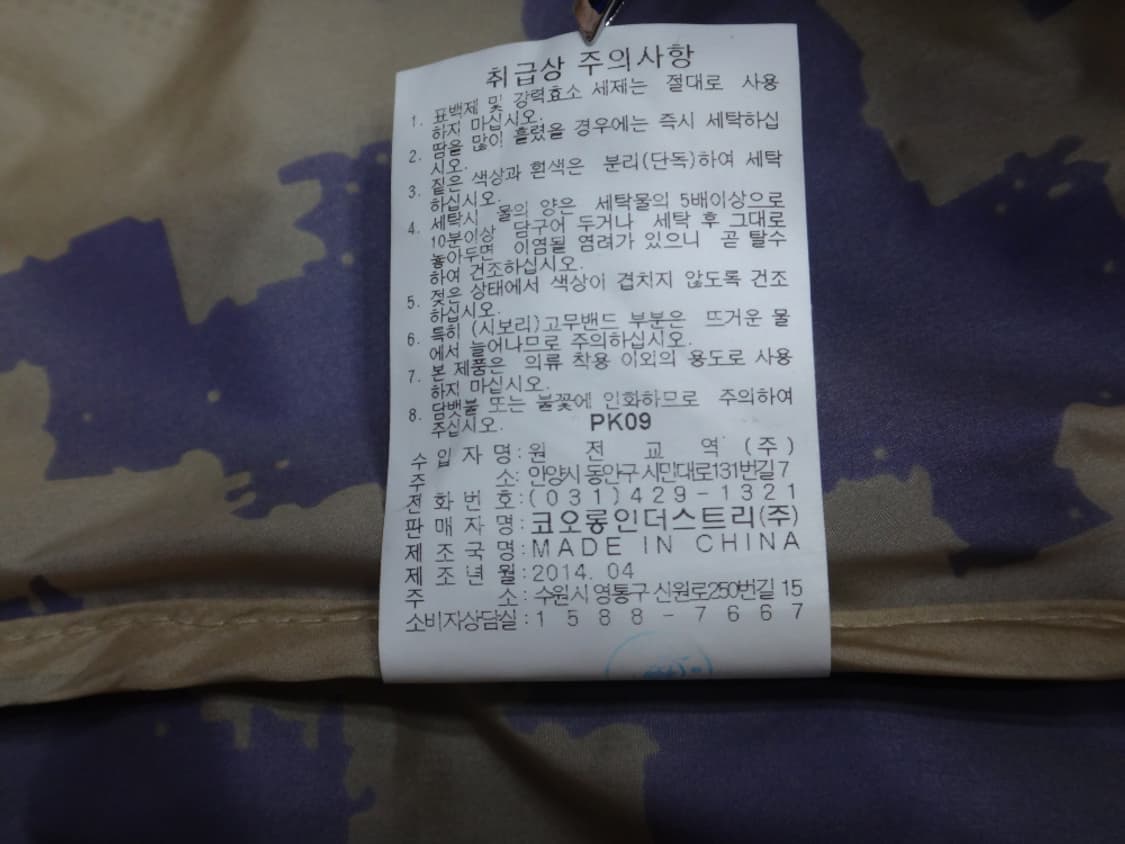 취급상 주의사항
1. 표백제 및 강력효소 세제는 절대로 사용
하지 마십시오.
2. 땀을 많이 흘렸을 경우에는 즉시 세탁하십
시오.
3. 짙은 색상과 흰색은 분리(단독)하여 세탁
하십시오.
4. 세탁시 물의 양은 세탁물의 5배이상으로
10분이상 담구어 두거나 세탁 후 그대로
놓아두면 이염될 염려가 있으니 곧 탈수
하여 건조하십시오.
5. 젖은 상태에서 색상이 겹치지 않도록 건조
하십시오.
6. 특히 (시보리)고무밴드 부분은 뜨거운 물
에서 늘어나므로 주의하십시오.
7. 본 제품은 의류 착용 이외의 용도로 사용
하지 마십시오.
8. 담뱃불 또는 불꽃에 인화하므로 주의하여
주십시오. PK09
수 입 자 명:원 전 교 역 (주)
주 소:안양시 동안구 시민대로131번길 7
전 화 번 호:(031)429-1321
판 매 자 명:코오롱인더스트리(주)
제 조 국 명:MADE IN CHINA
제 조 년 월:2014. 04
주 소: 수원시 영통구 신원로250번길 15
소비자상담실:1588-7667